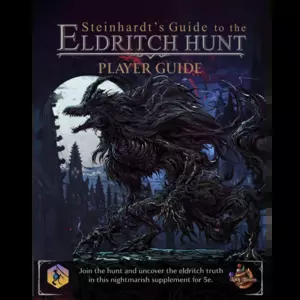 Steinhardt's Guide to the
ELDRITCH HUNT
PLAYER GUIDE
Join the hunt and uncover the eldritch truth
in this nightmarish supplement for 5e.